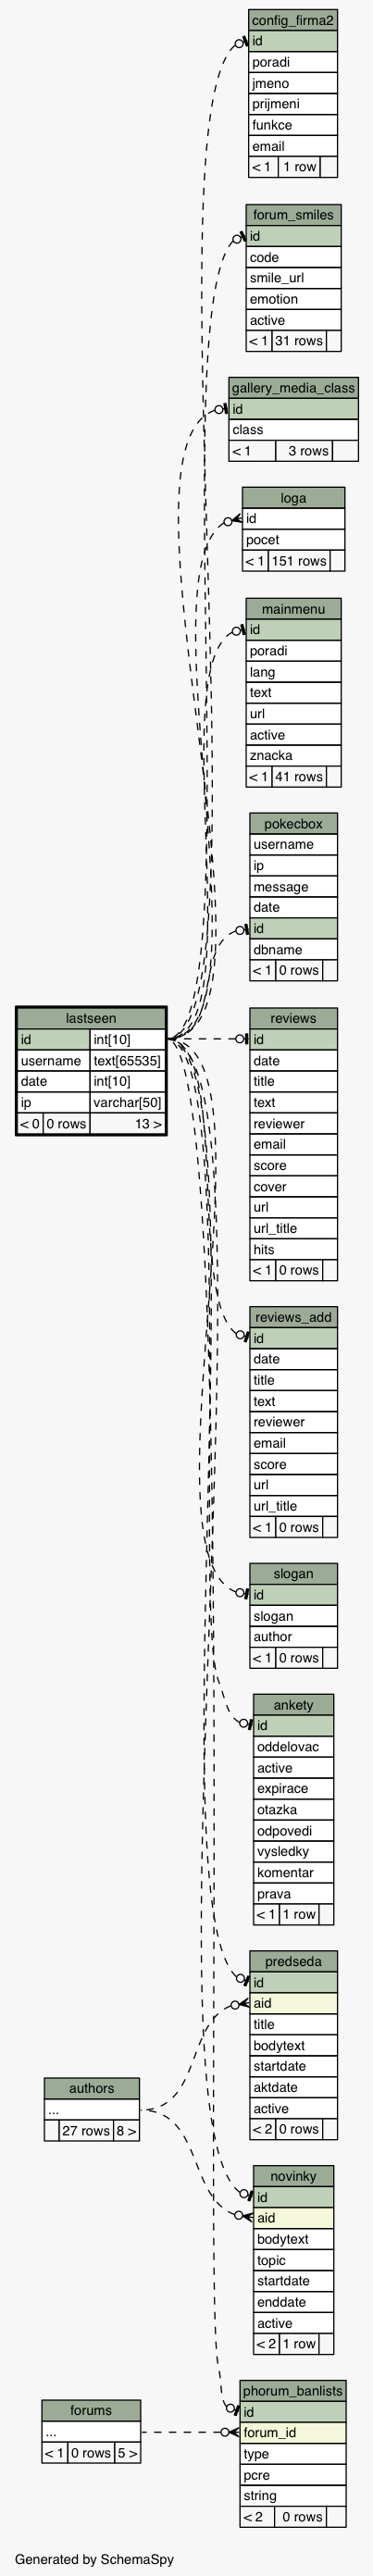 config_firma2
id
poradi
jmeno
prijmeni
funkce
email
< 1 1 row
forum_smiles
id
code
smile_url
emotion
active
< 1 31 rows
gallery_media_class
id
class
< 1 3 rows
loga
id
pocet
< 1 151 rows
mainmenu
id
poradi
lang
text
url
active
znacka
< 1 41 rows
pokecbox
username
ip
message
date
id
dbname
< 1 0 rows
lastseen
id int[10]
username text[65535]
date int[10]
ip varchar[50]
< 0 0 rows 13 >
reviews
id
date
title
text
reviewer
email
score
cover
url
url_title
hits
< 1 0 rows
reviews_add
id
date
title
text
reviewer
email
score
url
url_title
< 1 0 rows
slogan
id
slogan
author
< 1 0 rows
ankety
id
oddelovac
active
expirace
otazka
odpovedi
vysledky
komentar
prava
< 1 1 row
predseda
id
aid
title
bodytext
startdate
aktdate
active
< 2 0 rows
authors
...
27 rows 8 >
novinky
id
aid
bodytext
topic
startdate
enddate
active
< 2 1 row
phorum_banlists
id
forum_id
type
pcre
string
< 2 0 rows
forums
...
< 1 0 rows 5 >
Generated by SchemaSpy